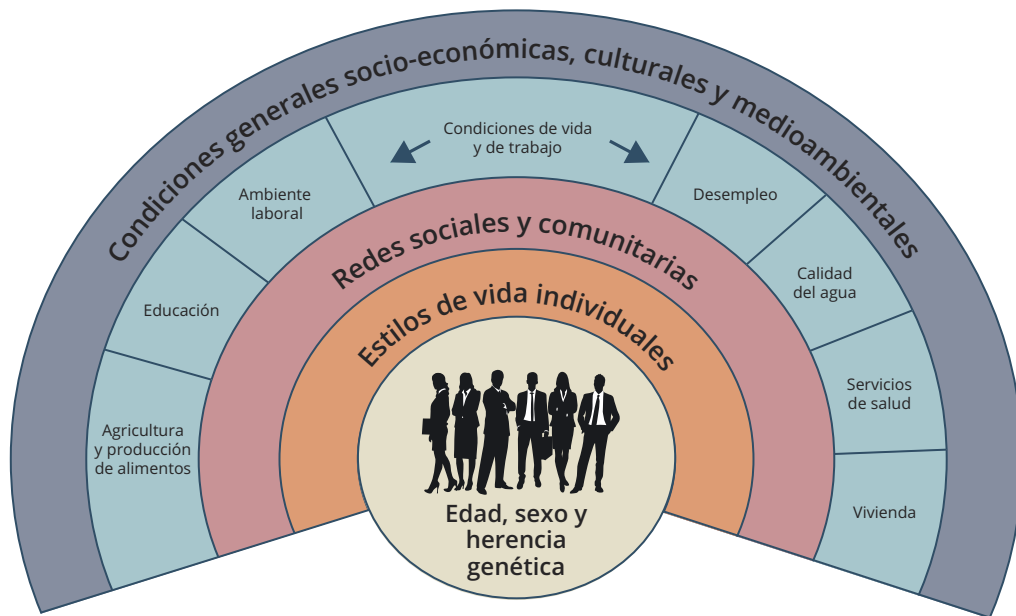 Condiciones generales socio-económicas, culturales y medioambientales
Condiciones de vida
y de trabajo
Agricultura
y producción
de alimentos
Educación
Ambiente
laboral
Desempleo
Calidad
del agua
Servicios
de salud
Vivienda
Redes sociales y comunitarias
Estilos de vida individuales
Edad, sexo y
herencia
genética